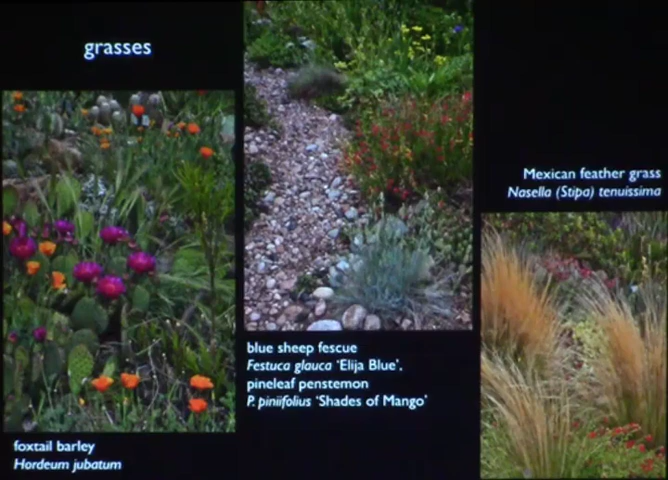 grasses
foxtail barley
Hordeum jubatum
blue sheep fescue
Festuca glauca 'Elija Blue',
pineleaf penstemon
P. piniifolius 'Shades of Mango'
Mexican feather grass
Nasella (Stipa) tenuissima